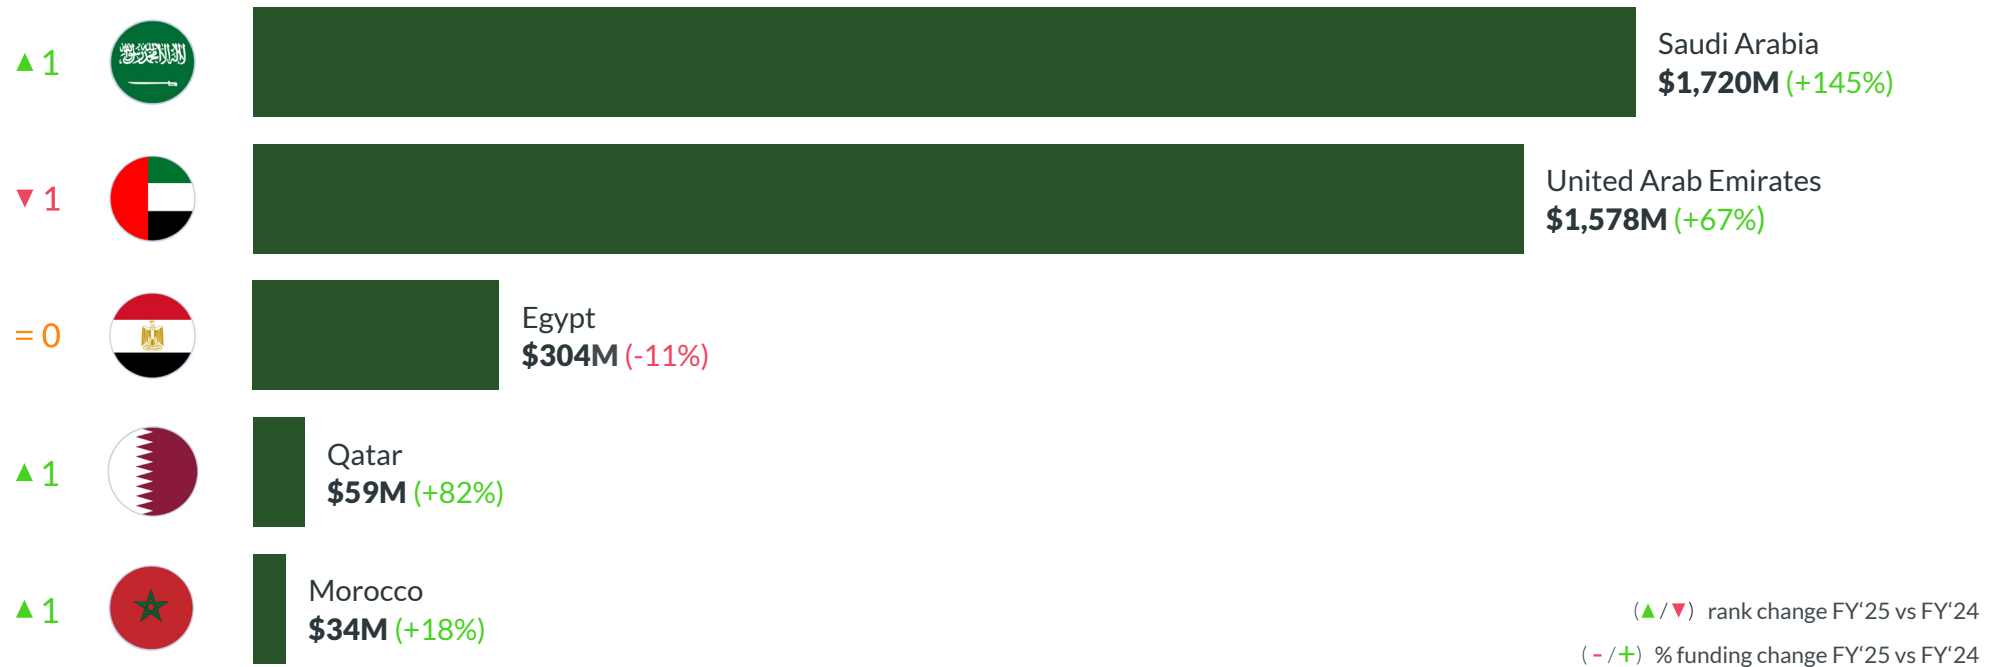 ▲ 1
Saudi Arabia
$1,720M (+145%)
▼ 1
United Arab Emirates
$1,578M (+67%)
= 0
Egypt
$304M (-11%)
▲ 1
Qatar
$59M (+82%)
▲ 1
Morocco
$34M (+18%)
(▲/▼) rank change FY‘25 vs FY‘24
(-/+) % funding change FY‘25 vs FY‘24